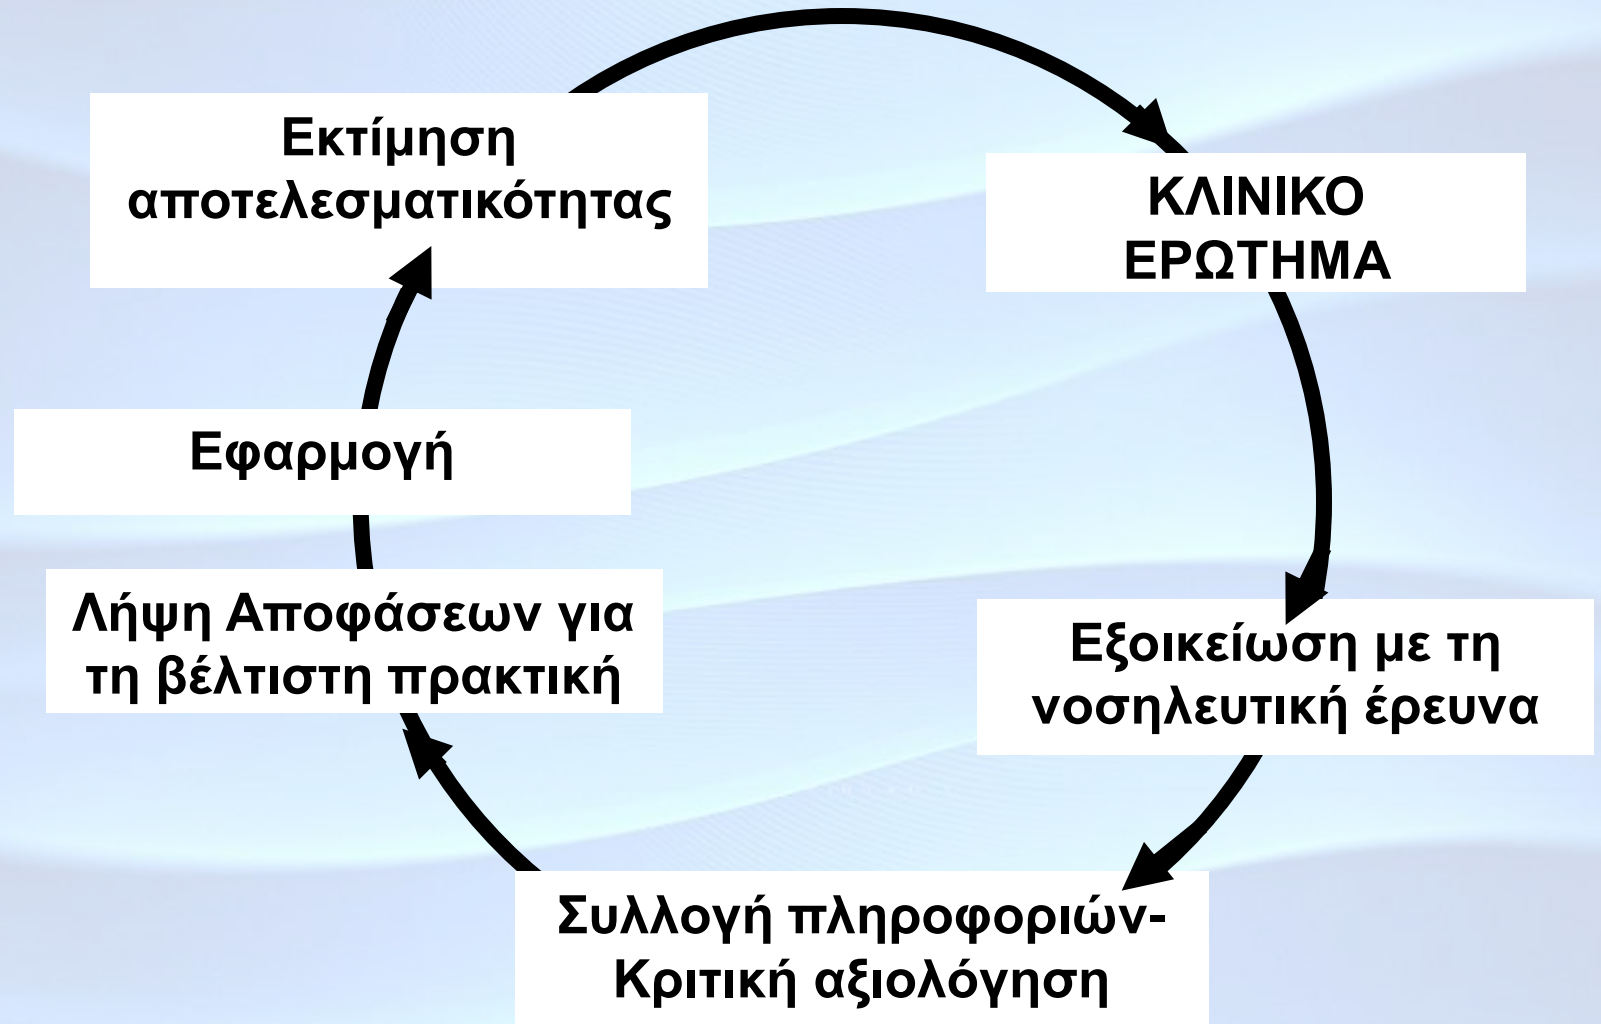 Εκτίμηση
αποτελεσματικότητας
ΚΛΙΝΙΚΟ
ΕΡΩΤΗΜΑ
Εφαρμογή
Λήψη Αποφάσεων για
τη βέλτιστη πρακτική
Εξοικείωση με τη
νοσηλευτική έρευνα
Συλλογή πληροφοριών-
Κριτική αξιολόγηση